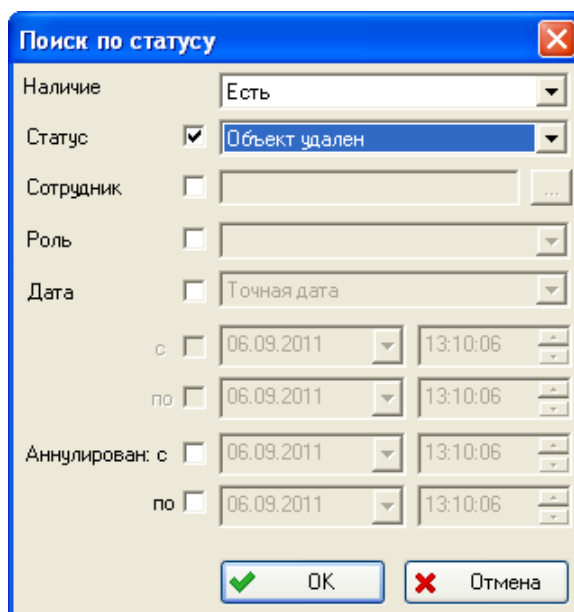 Поиск по статусу
Наличие Есть
Статус Объект удален
Сотрудник ...
Роль
Дата Точная дата
с 06.09.2011 13:10:06
по 06.09.2011 13:10:06
Аннулирован: с 06.09.2011 13:10:06
по 06.09.2011 13:10:06
ОК Отмена